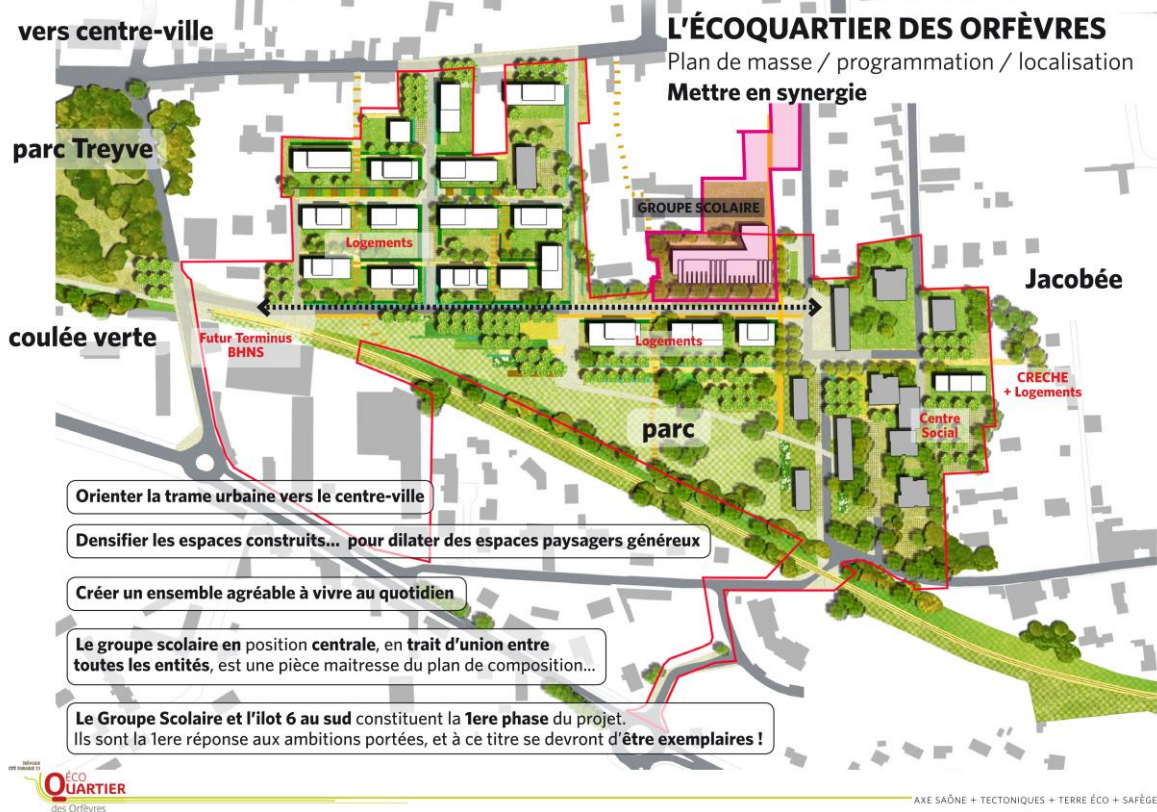 vers centre-ville
L'ÉCOQUARTIER DES ORFÈVRES
Plan de masse / programmation / localisation
Mettre en synergie
parc Treyve
GROUPE SCOLAIRE
Logements
Jacobée
coulée verte
Futur Terminus
BHNS
Logements
CRECHE
+ Logements
Centre
Social
parc
Orienter la trame urbaine vers le centre-ville
Densifier les espaces construits... pour dilater des espaces paysagers généreux
Créer un ensemble agréable à vivre au quotidien
Le groupe scolaire en position centrale, en trait d'union entre
toutes les entités, est une pièce maitresse du plan de composition...
Le Groupe Scolaire et l'ilot 6 au sud constituent la 1ere phase du projet.
Ils sont la 1ere réponse aux ambitions portées, et à ce titre se devront d'être exemplaires !
ÉCO
QUARTIER
des Orfèvres
AXE SAÔNE + TECTONIQUES + TERRE ÉCO + SAFÈGE